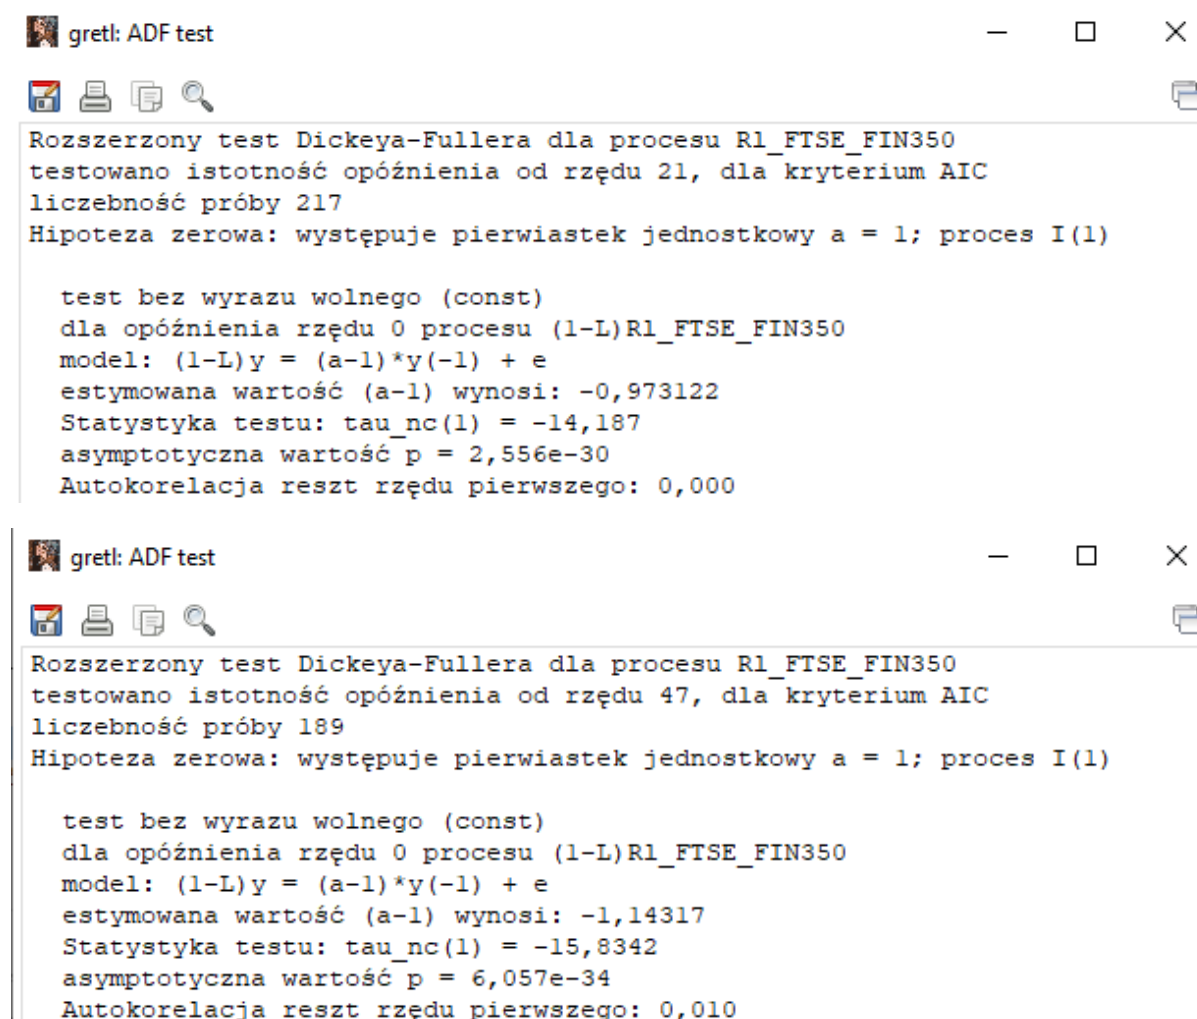 gretl: ADF test
Rozszerzony test Dickeya-Fullera dla procesu Rl_FTSE_FIN350
testowano istotność opóźnienia od rzędu 21, dla kryterium AIC
liczebność próby 217
Hipoteza zerowa: występuje pierwiastek jednostkowy a = 1; proces I(1)
test bez wyrazu wolnego (const)
dla opóźnienia rzędu 0 procesu (1-L)Rl_FTSE_FIN350
model: (1-L)y = (a-1)*y(-1) + e
estymowana wartość (a-1) wynosi: -0,973122
Statystyka testu: tau_nc(1) = -14,187
asymptotyczna wartość p = 2,556e-30
Autokorelacja reszt rzędu pierwszego: 0,000
gretl: ADF test
Rozszerzony test Dickeya-Fullera dla procesu Rl_FTSE_FIN350
testowano istotność opóźnienia od rzędu 47, dla kryterium AIC
liczebność próby 189
Hipoteza zerowa: występuje pierwiastek jednostkowy a = 1; proces I(1)
test bez wyrazu wolnego (const)
dla opóźnienia rzędu 0 procesu (1-L)Rl_FTSE_FIN350
model: (1-L)y = (a-1)*y(-1) + e
estymowana wartość (a-1) wynosi: -1,14317
Statystyka testu: tau_nc(1) = -15,8342
asymptotyczna wartość p = 6,057e-34
Autokorelacja reszt rzędu pierwszego: 0,010